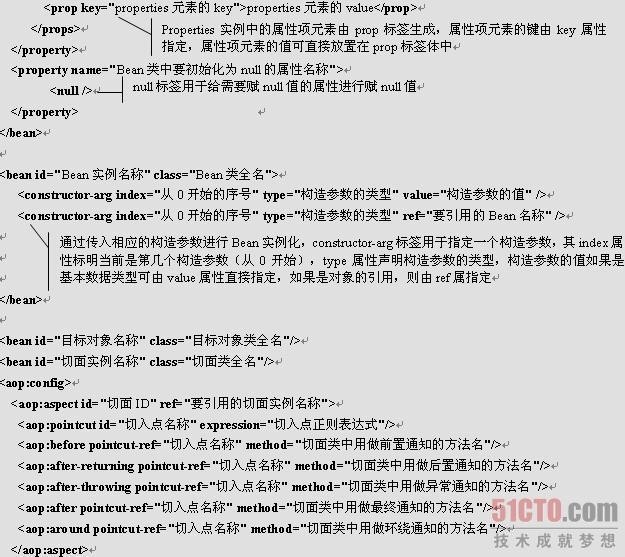 <prop key="properties 元素的 key">properties 元素的 value</prop>
</props>
Properties 实例中的属性项元素由 prop 标签生成，属性项元素的键由 key 属性
指定，属性项元素的值可直接放置在 prop 标签体中
</property>
<property name="Bean 类中要初始化为 null 的属性名称">
<null />
null 标签用于给需要赋 null 值的属性进行赋 null 值
</property>
</bean>
<bean id="Bean 实例名称" class="Bean 类全名">
<constructor-arg index="从 0 开始的序号" type="构造参数的类型" value="构造参数的值" />
<constructor-arg index="从 0 开始的序号" type="构造参数的类型" ref="要引用的 Bean 名称" />
通过传入相应的构造参数进行 Bean 实例化，constructor-arg 标签用于指定一个构造参数，其 index 属
性标明当前是第几个构造参数（从 0 开始），type 属性声明构造参数的类型，构造参数的值如果是
基本数据类型可由 value 属性直接指定，如果是对象的引用，则由 ref 属指定
</bean>
<bean id="目标对象名称" class="目标对象类全名"/>
<bean id="切面实例名称" class="切面类全名"/>
<aop:config>
<aop:aspect id="切面 ID" ref="要引用的切面实例名称">
<aop:pointcut id="切入点名称" expression="切入点正则表达式"/>
<aop:before pointcut-ref="切入点名称" method="切面类中用做前置通知的方法名"/>
<aop:after-returning pointcut-ref="切入点名称" method="切面类中用做后置通知的方法名"/>
<aop:after-throwing pointcut-ref="切入点名称" method="切面类中用做异常通知的方法名"/>
<aop:after pointcut-ref="切入点名称" method="切面类中用做最终通知的方法名"/>
<aop:around pointcut-ref="切入点名称" method="切面类中用做环绕通知的方法名"/>
</aop:aspect>
51CTO.com
技术成就梦想